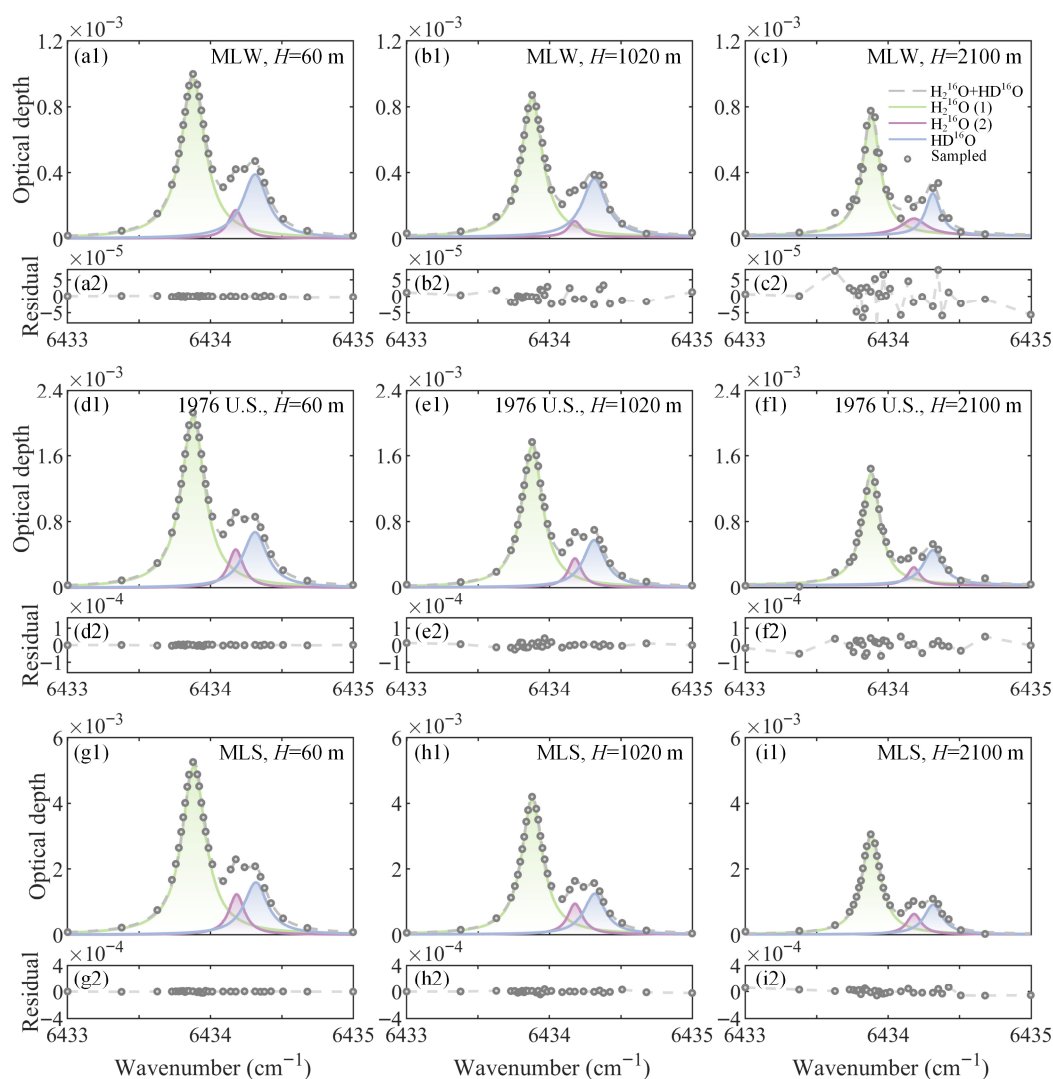 ×10⁻³ ×10⁻³ ×10⁻³
1.2 (a1) MLW, H=60 m 1.2 (b1) MLW, H=1020 m 1.2 (c1) MLW, H=2100 m
H₂¹⁶O+HD¹⁶O
H₂¹⁶O (1)
H₂¹⁶O (2)
HD¹⁶O
Sampled
Optical depth
0.8 0.8 0.8
0.4 0.4 0.4
0 0 0
×10⁻⁵ ×10⁻⁵ ×10⁻⁵
Residual
5 (a2) 5 (b2) 5 (c2)
0 0 0
−5 −5 −5
6433 6434 6435 6433 6434 6435 6433 6434 6435
×10⁻³ ×10⁻³ ×10⁻³
2.4 (d1) 1976 U.S., H=60 m 2.4 (e1) 1976 U.S., H=1020 m 2.4 (f1) 1976 U.S., H=2100 m
Optical depth
1.6 1.6 1.6
0.8 0.8 0.8
0 0 0
×10⁻⁴ ×10⁻⁴ ×10⁻⁴
Residual
1 (d2) 1 (e2) 1 (f2)
0 0 0
−1 −1 −1
6433 6434 6435 6433 6434 6435 6433 6434 6435
×10⁻³ ×10⁻³ ×10⁻³
6 (g1) MLS, H=60 m 6 (h1) MLS, H=1020 m 6 (i1) MLS, H=2100 m
Optical depth
4 4 4
2 2 2
0 0 0
×10⁻⁴ ×10⁻⁴ ×10⁻⁴
Residual
4 (g2) 4 (h2) 4 (i2)
0 0 0
−4 −4 −4
6433 6434 6435 6433 6434 6435 6433 6434 6435
Wavenumber (cm⁻¹) Wavenumber (cm⁻¹) Wavenumber (cm⁻¹)